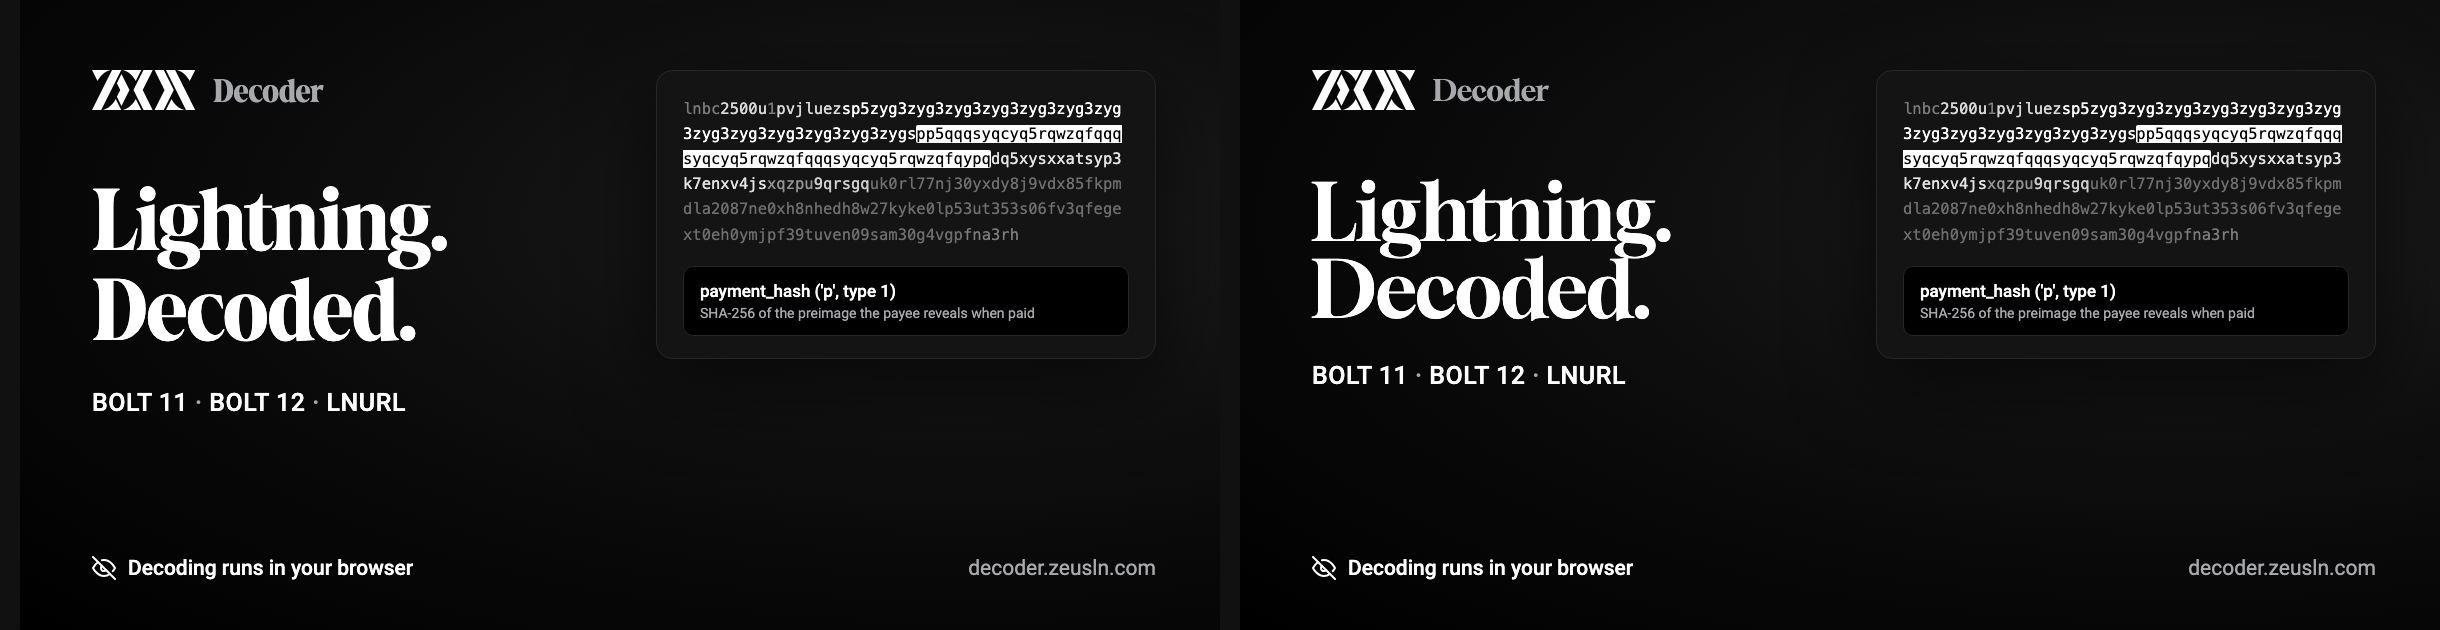 Decoder
Lightning.
Decoded.
BOLT 11 · BOLT 12 · LNURL
lnbc2500u1pvjluezsp5zyg3zyg3zyg3zyg3zyg3zyg3zyg
3zyg3zyg3zyg3zyg3zyg3zygspp5qqqsyqcyq5rqwzqfqqq
syqcyq5rqwzqfqqqsyqcyq5rqwzqfqypqdq5xysxxatsyp3
k7enxv4jsxqzpu9qrsgquk0rl77nj30yxdy8j9vdx85fkpm
dla2087ne0xh8nhedh8w27kyke0lp53ut353s06fv3qfege
xt0eh0ymjpf39tuven09sam30g4vgpfna3rh
payment_hash ('p', type 1)
SHA-256 of the preimage the payee reveals when paid
Decoding runs in your browser
decoder.zeusln.com
Decoder
Lightning.
Decoded.
BOLT 11 · BOLT 12 · LNURL
lnbc2500u1pvjluezsp5zyg3zyg3zyg3zyg3zyg3zyg3zyg
3zyg3zyg3zyg3zyg3zyg3zygspp5qqqsyqcyq5rqwzqfqqq
syqcyq5rqwzqfqqqsyqcyq5rqwzqfqypqdq5xysxxatsyp3
k7enxv4jsxqzpu9qrsgquk0rl77nj30yxdy8j9vdx85fkpm
dla2087ne0xh8nhedh8w27kyke0lp53ut353s06fv3qfege
xt0eh0ymjpf39tuven09sam30g4vgpfna3rh
payment_hash ('p', type 1)
SHA-256 of the preimage the payee reveals when paid
Decoding runs in your browser
decoder.zeusln.com